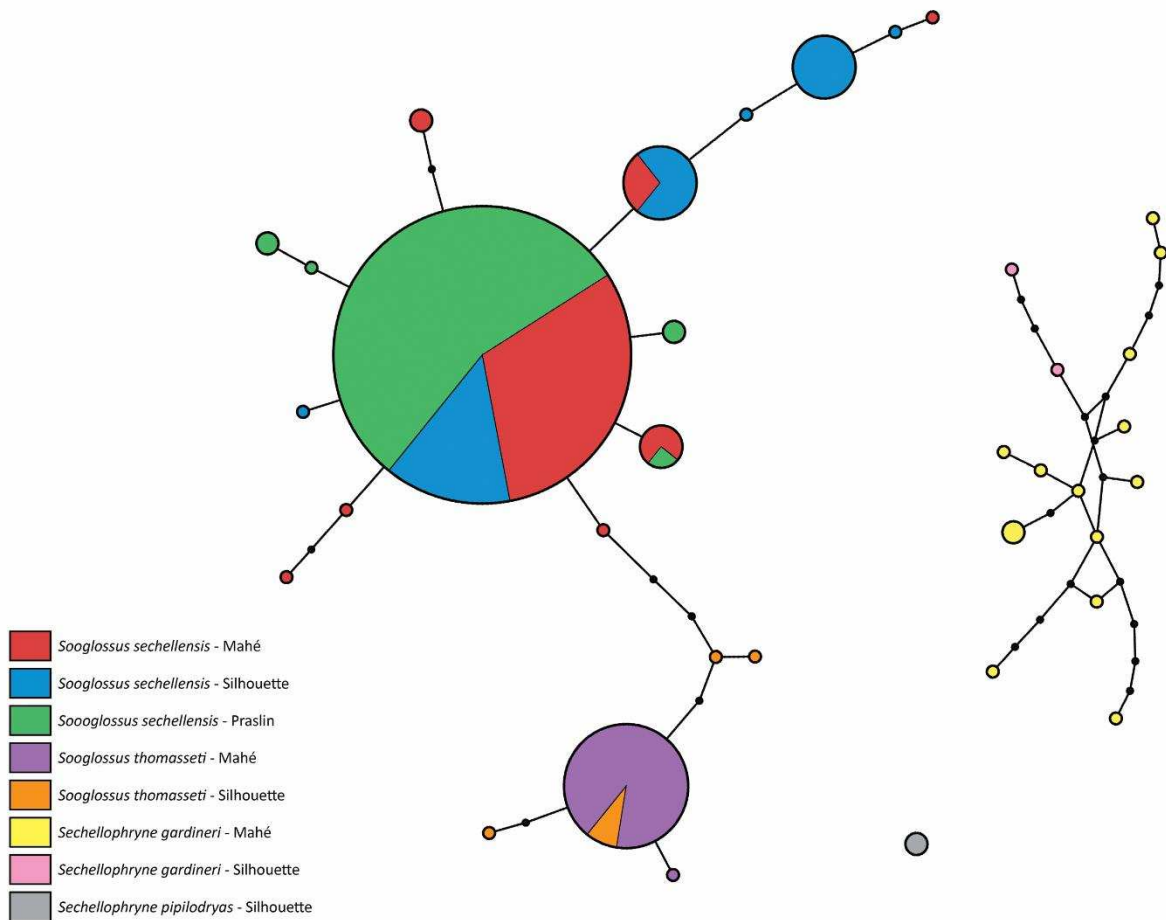 Sooglossus sechellensis - Mahé
Sooglossus sechellensis - Silhouette
Soooglossus sechellensis - Praslin
Sooglossus thomasseti - Mahé
Sooglossus thomasseti - Silhouette
Sechellophryne gardineri - Mahé
Sechellophryne gardineri - Silhouette
Sechellophryne pipilodryas - Silhouette